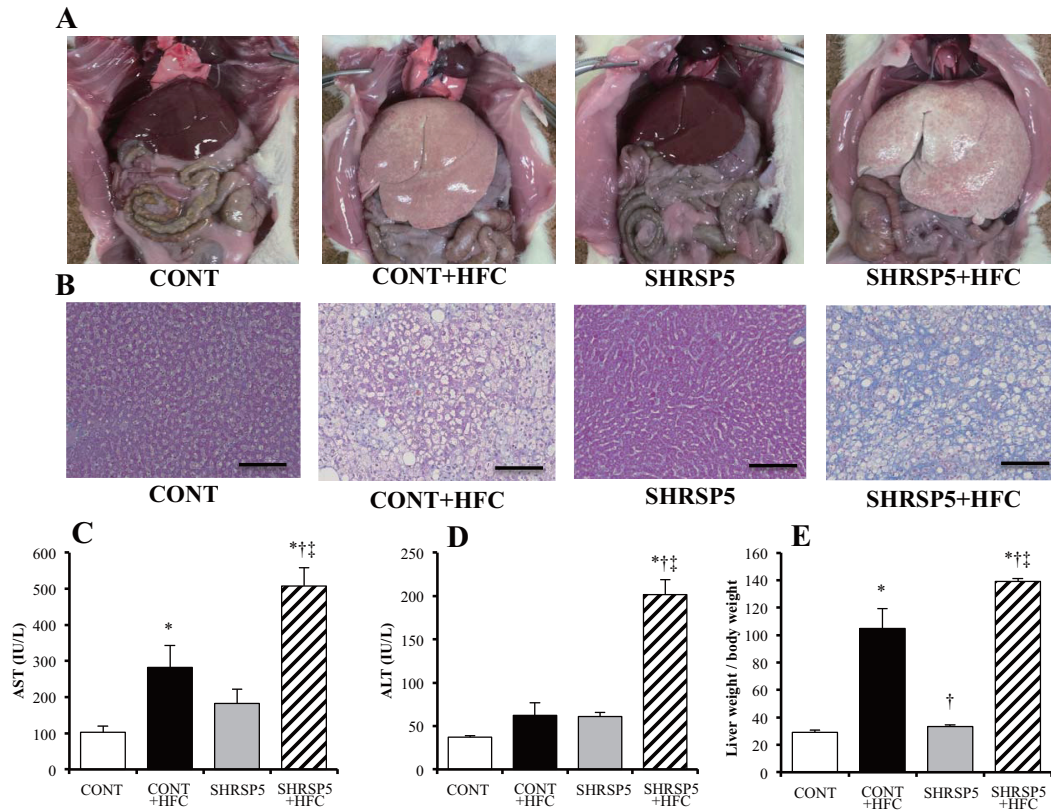 A
CONT
CONT+HFC
SHRSP5
SHRSP5+HFC
B
CONT
CONT+HFC
SHRSP5
SHRSP5+HFC
C
AST (IU/L)
600
500
400
300
200
100
0
*
*†‡
CONT
CONT
+HFC
SHRSP5
SHRSP5
+HFC
D
ALT (IU/L)
250
200
150
100
50
0
*†‡
CONT
CONT
+HFC
SHRSP5
SHRSP5
+HFC
E
Liver weight / body weight
160
140
120
100
80
60
40
20
0
*
†
*†‡
CONT
CONT
+HFC
SHRSP5
SHRSP5
+HFC